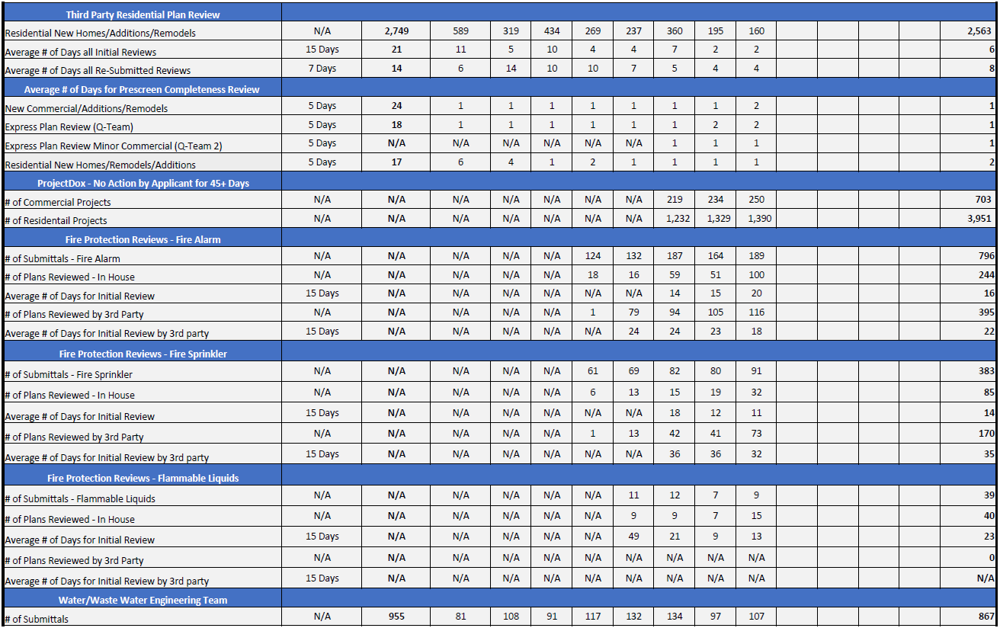 Third Party Residential Plan Review
Residential New Homes/Additions/Remodels N/A 2,749 589 319 434 269 237 360 195 160 2,563
Average # of Days all Initial Reviews 15 Days 21 11 5 10 4 4 7 2 2 6
Average # of Days all Re-Submitted Reviews 7 Days 14 6 14 10 10 7 5 4 4 8
Average # of Days for Prescreen Completeness Review
New Commercial/Additions/Remodels 5 Days 24 1 1 1 1 1 1 1 2 1
Express Plan Review (Q-Team) 5 Days 18 1 1 1 1 1 1 2 2 1
Express Plan Review Minor Commercial (Q-Team 2) 5 Days N/A N/A N/A N/A N/A N/A 1 1 1 1
Residential New Homes/Remodels/Additions 5 Days 17 6 4 1 2 1 1 1 1 2
ProjectDox - No Action by Applicant for 45+ Days
# of Commercial Projects N/A N/A N/A N/A N/A N/A N/A 219 234 250 703
# of Residentail Projects N/A N/A N/A N/A N/A N/A N/A 1,232 1,329 1,390 3,951
Fire Protection Reviews - Fire Alarm
# of Submittals - Fire Alarm N/A N/A N/A N/A N/A 124 132 187 164 189 796
# of Plans Reviewed - In House N/A N/A N/A N/A N/A 18 16 59 51 100 244
Average # of Days for Initial Review 15 Days N/A N/A N/A N/A N/A N/A 14 15 20 16
# of Plans Reviewed by 3rd Party N/A N/A N/A N/A N/A 1 79 94 105 116 395
Average # of Days for Initial Review by 3rd party 15 Days N/A N/A N/A N/A N/A 24 24 23 18 22
Fire Protection Reviews - Fire Sprinkler
# of Submittals - Fire Sprinkler N/A N/A N/A N/A N/A 61 69 82 80 91 383
# of Plans Reviewed - In House N/A N/A N/A N/A N/A 6 13 15 19 32 85
Average # of Days for Initial Review 15 Days N/A N/A N/A N/A N/A N/A 18 12 11 14
# of Plans Reviewed by 3rd Party N/A N/A N/A N/A N/A 1 13 42 41 73 170
Average # of Days for Initial Review by 3rd party 15 Days N/A N/A N/A N/A N/A N/A 36 36 32 35
Fire Protection Reviews - Flammable Liquids
# of Submittals - Flammable Liquids N/A N/A N/A N/A N/A N/A 11 12 7 9 39
# of Plans Reviewed - In House N/A N/A N/A N/A N/A N/A 9 9 7 15 40
Average # of Days for Initial Review 15 Days N/A N/A N/A N/A N/A 49 21 9 13 23
# of Plans Reviewed by 3rd Party N/A N/A N/A N/A N/A N/A N/A N/A N/A N/A 0
Average # of Days for Initial Review by 3rd party 15 Days N/A N/A N/A N/A N/A N/A N/A N/A N/A N/A
Water/Waste Water Engineering Team
# of Submittals N/A 955 81 108 91 117 132 134 97 107 867